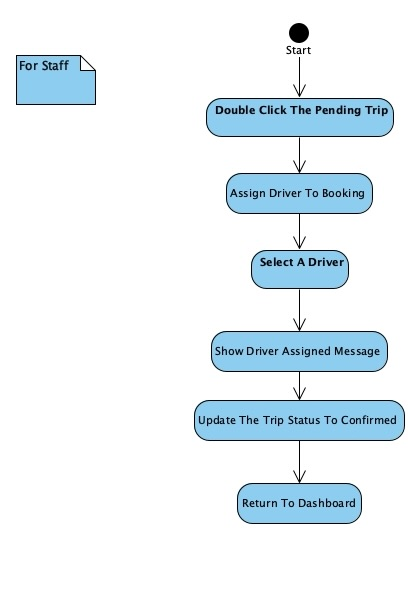 For Staff
Start
Double Click The Pending Trip
Assign Driver To Booking
Select A Driver
Show Driver Assigned Message
Update The Trip Status To Confirmed
Return To Dashboard